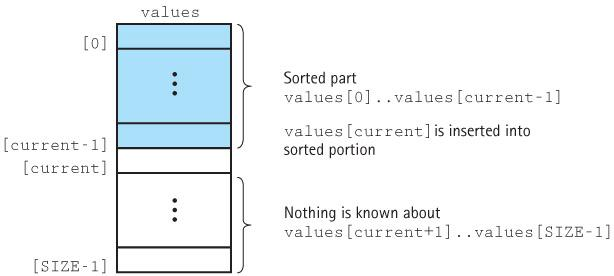 values
[0]
Sorted part
values[0]..values[current-1]
values[current] is inserted into
sorted portion
[current-1]
[current]
Nothing is known about
values[current+1]..values[SIZE-1]
[SIZE-1]